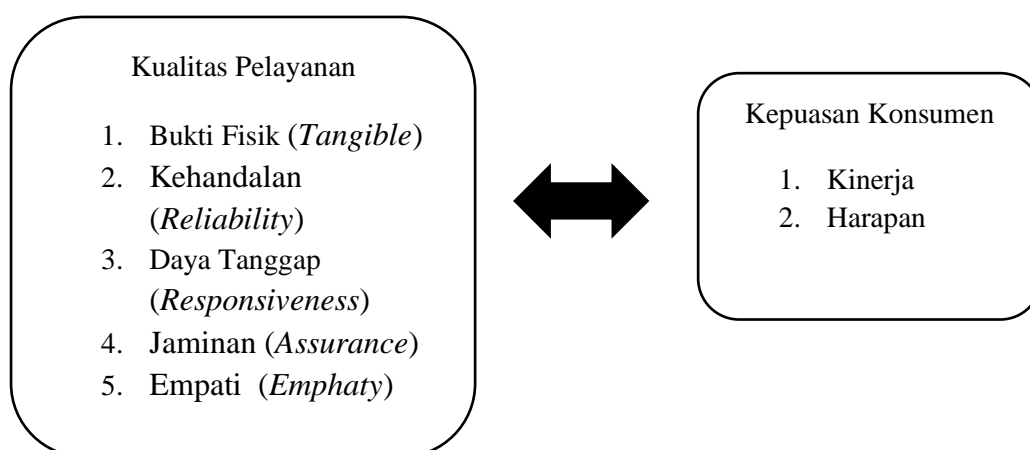 Kualitas Pelayanan
1. Bukti Fisik (Tangible)
2. Kehandalan
(Reliability)
3. Daya Tanggap
(Responsiveness)
4. Jaminan (Assurance)
5. Empati (Emphaty)
Kepuasan Konsumen
1. Kinerja
2. Harapan